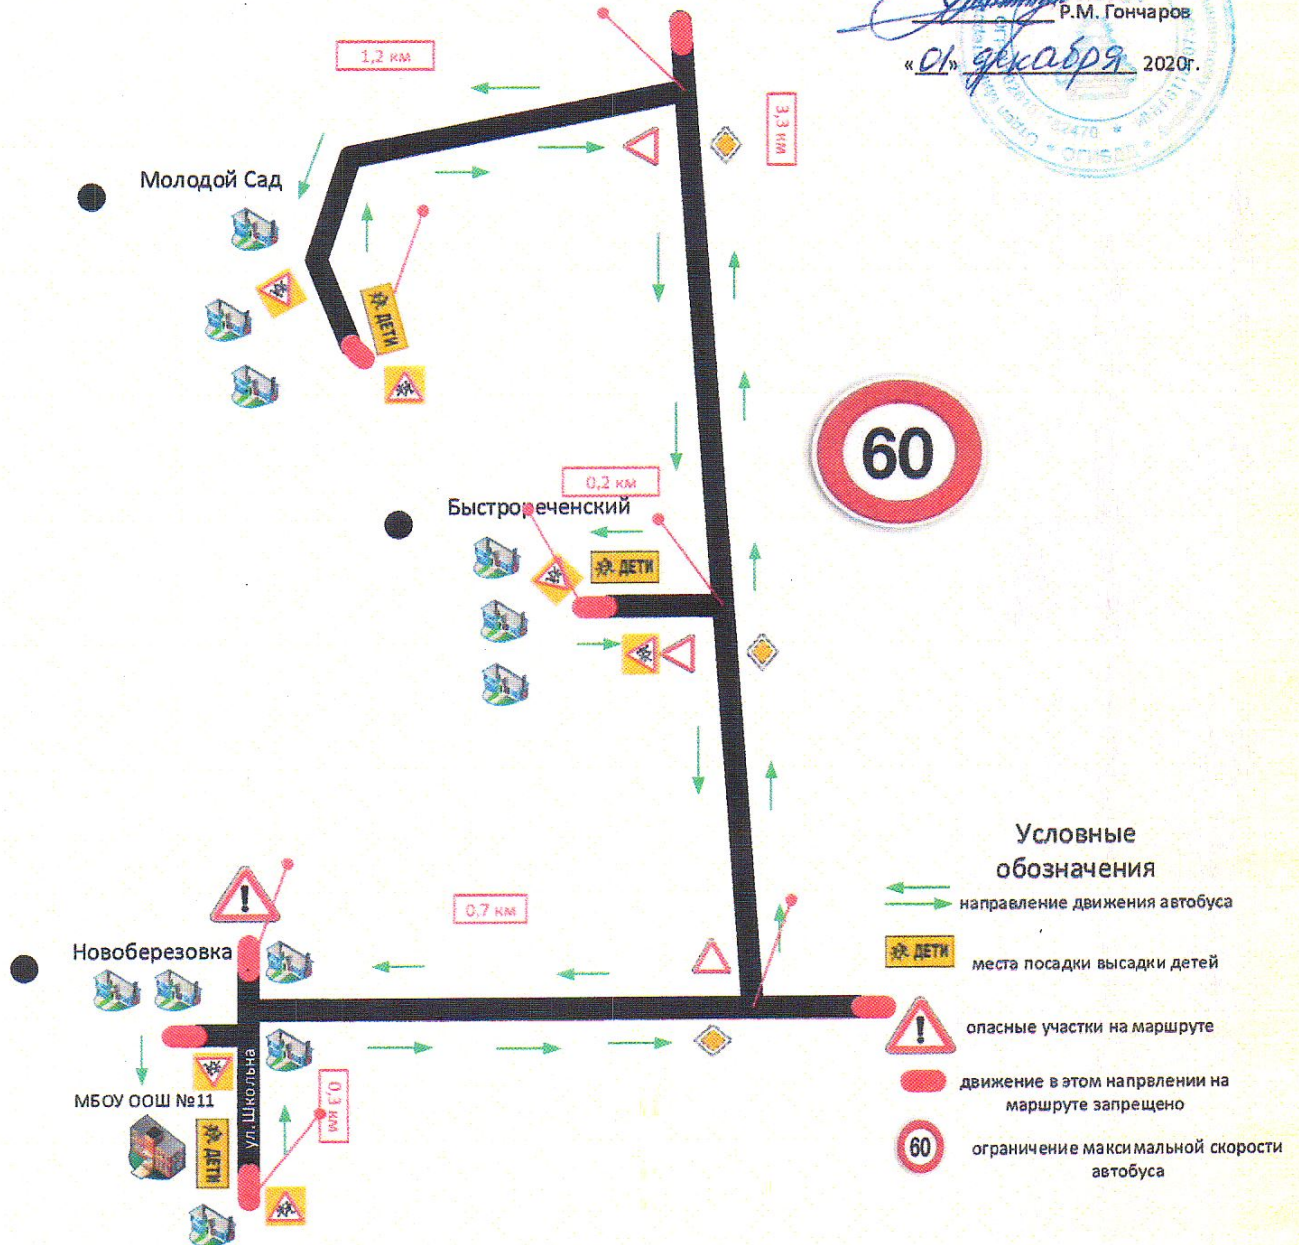 Р.М. Гончаров
«01» декабря 2020г.
1,2 км
3,3 км
Молодой Сад
ДЕТИ
60
0,2 км
Быстрореченский
ДЕТИ
0,7 км
Новоберезовка
ул.Школьна
0,3 км
МБОУ ООШ №11
ДЕТИ
Условные
обозначения
направление движения автобуса
ДЕТИ
места посадки высадки детей
опасные участки на маршруте
движение в этом напрвлении на
маршруте запрещено
60
ограничение максимальной скорости
автобуса